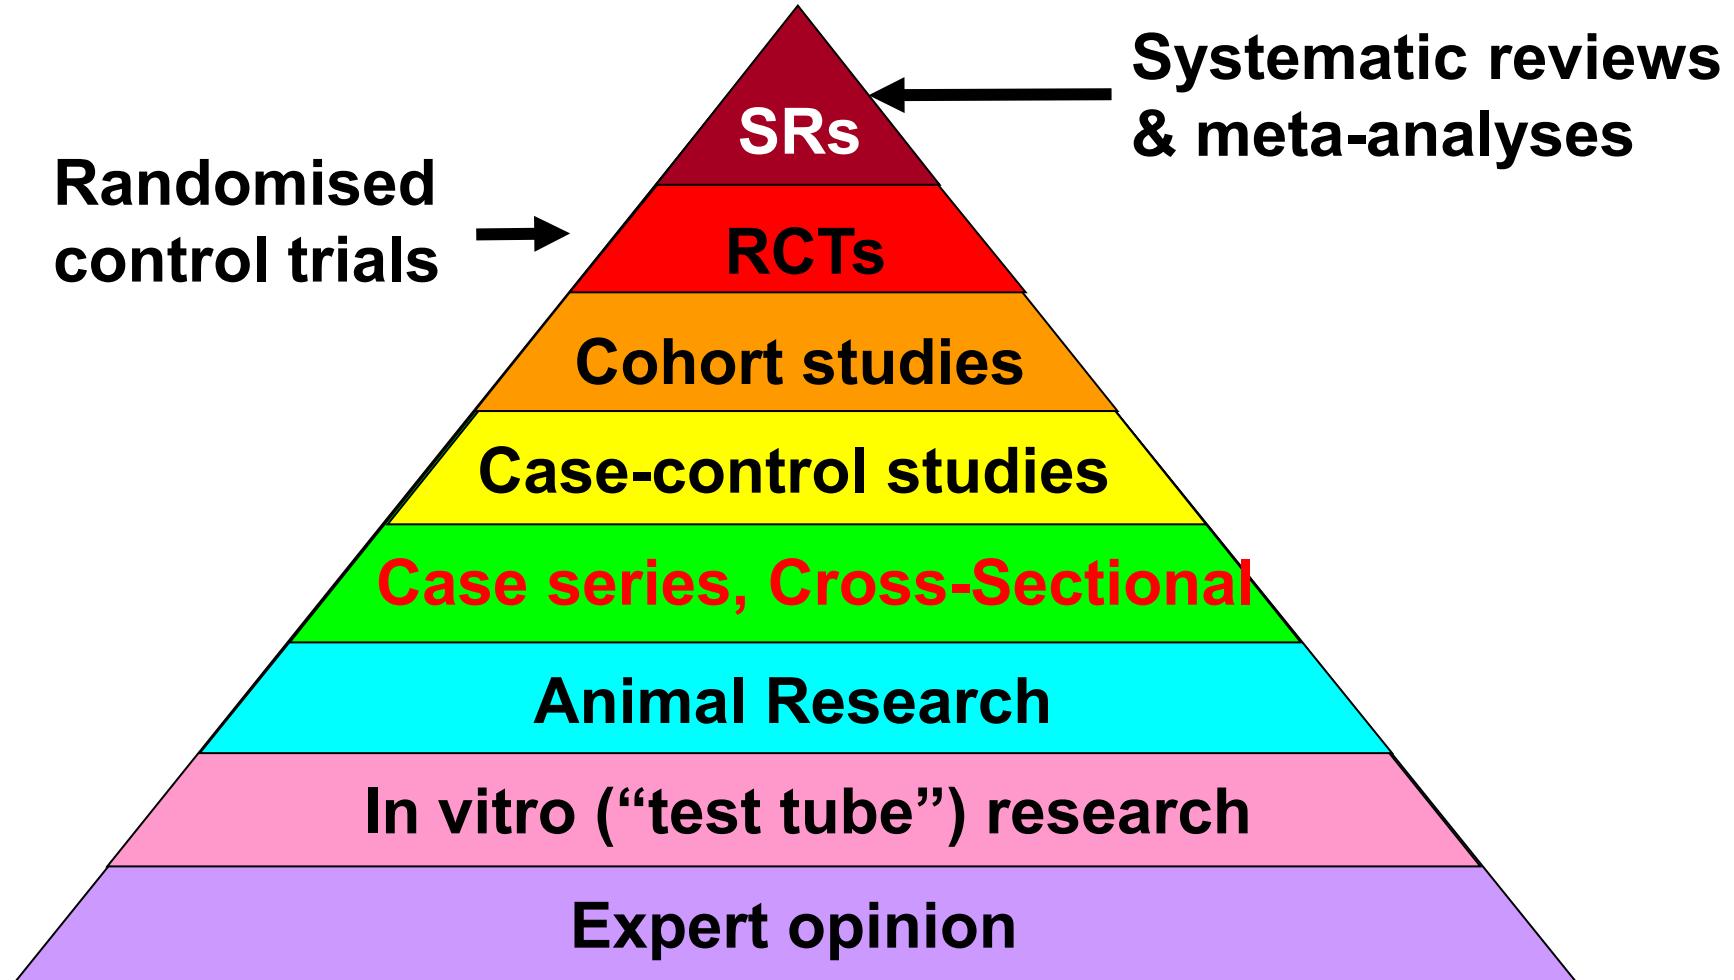 Systematic reviews
& meta-analyses
SRs
Randomised
control trials
RCTs
Cohort studies
Case-control studies
Case series, Cross-Sectional
Animal Research
In vitro (“test tube”) research
Expert opinion